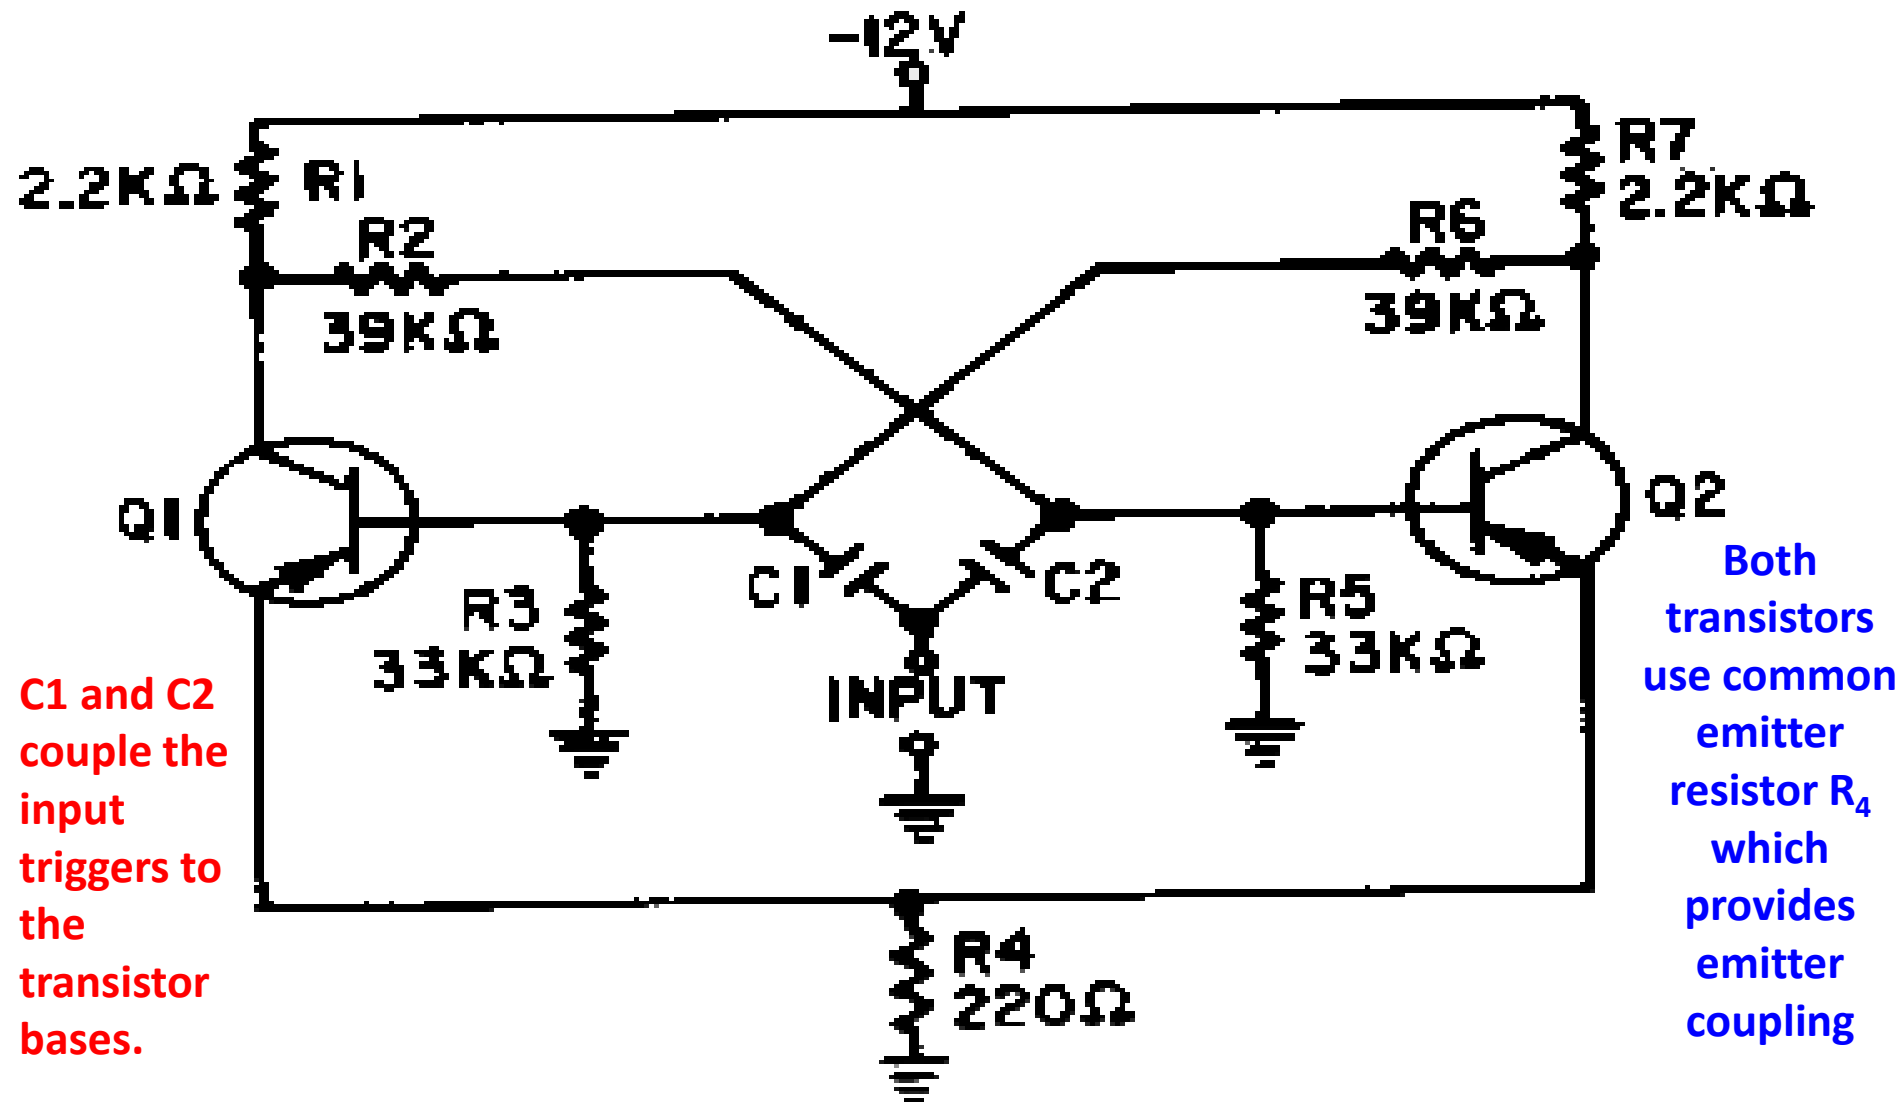 -12V
2.2KΩ
R1
R7
2.2KΩ
R2
39KΩ
R6
39KΩ
Q1
Q2
C1
C2
R3
33KΩ
R5
33KΩ
INPUT
R4
220Ω
C1 and C2
couple the
input
triggers to
the
transistor
bases.
Both
transistors
use common
emitter
resistor R₄
which
provides
emitter
coupling